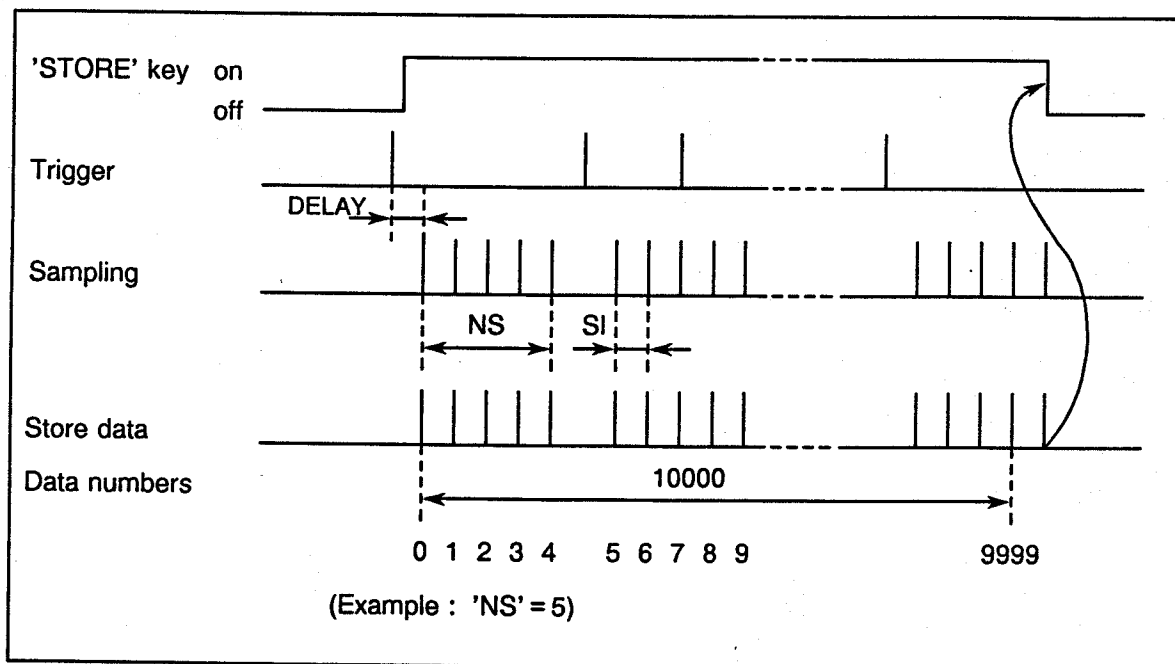 'STORE' key on
off
Trigger
DELAY
Sampling
NS SI
Store data
Data numbers 10000
0 1 2 3 4 5 6 7 8 9 9999
(Example : 'NS' = 5)